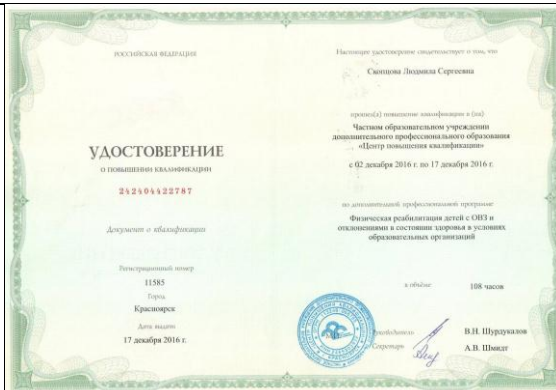 РОССИЙСКАЯ ФЕДЕРАЦИЯ
УДОСТОВЕРЕНИЕ
О ПОВЫШЕНИИ КВАЛИФИКАЦИИ
242404422787
Документ о квалификации
Регистрационный номер
11585
Город
Красноярск
Дата выдачи
17 декабря 2016 г.
Настоящее удостоверение свидетельствует о том, что
Людмила Сергеевна
прошел(а) повышение квалификации в (на)
Частном образовательном учреждении
дополнительного профессионального образования
«Центр повышения квалификации»
с 02 декабря 2016 г. по 17 декабря 2016 г.
по дополнительной профессиональной программе
Физическая реабилитация детей с ОВЗ и
отклонениями в состоянии здоровья в условиях
образовательных организаций
в объёме 108 часов
Руководитель В.Н. Шурдукалов
Секретарь А.В. Шмидт